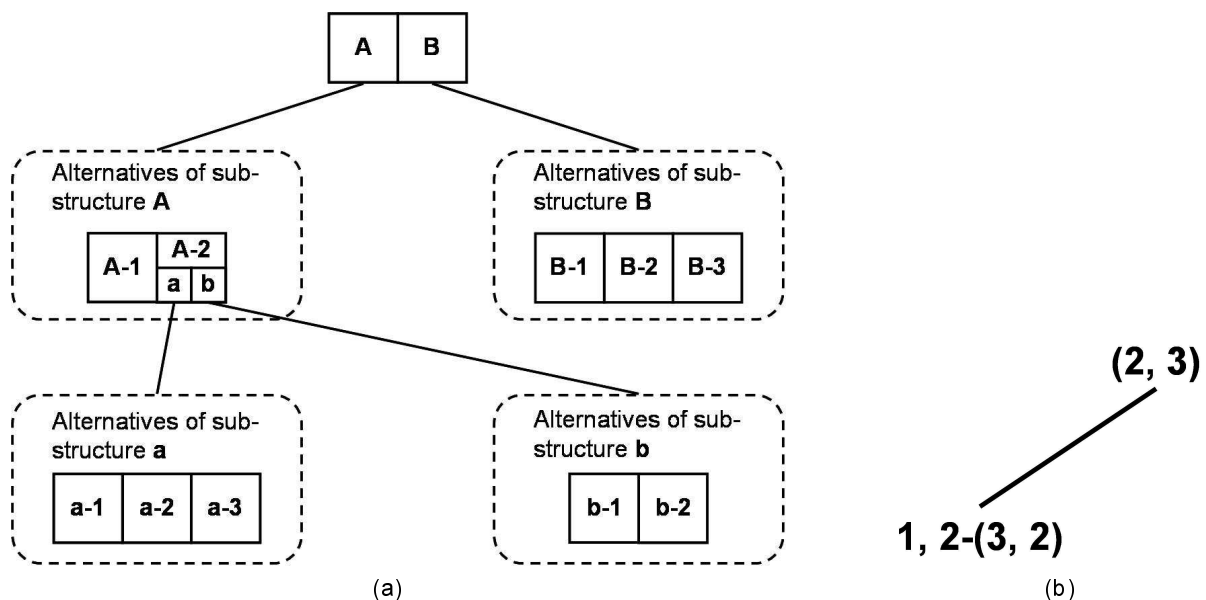 A B
Alternatives of sub-
structure A
A-1 A-2
a b
Alternatives of sub-
structure B
B-1 B-2 B-3
Alternatives of sub-
structure a
a-1 a-2 a-3
Alternatives of sub-
structure b
b-1 b-2
(a)
(2, 3)
1, 2-(3, 2)
(b)